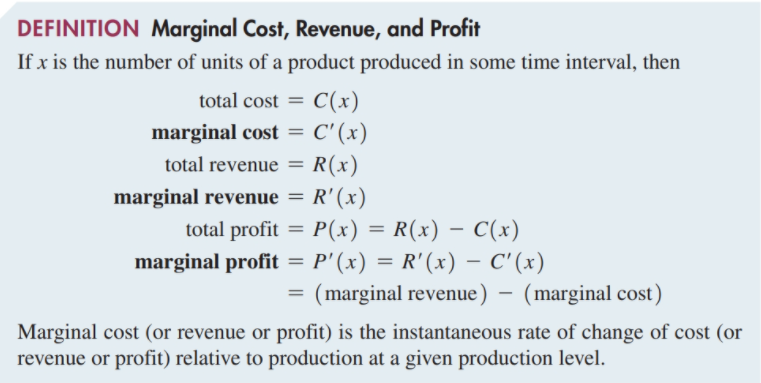 DEFINITION Marginal Cost, Revenue, and Profit
If x is the number of units of a product produced in some time interval, then
total cost = C(x)
marginal cost = C′(x)
total revenue = R(x)
marginal revenue = R′(x)
total profit = P(x) = R(x) − C(x)
marginal profit = P′(x) = R′(x) − C′(x)
= (marginal revenue) − (marginal cost)
Marginal cost (or revenue or profit) is the instantaneous rate of change of cost (or
revenue or profit) relative to production at a given production level.